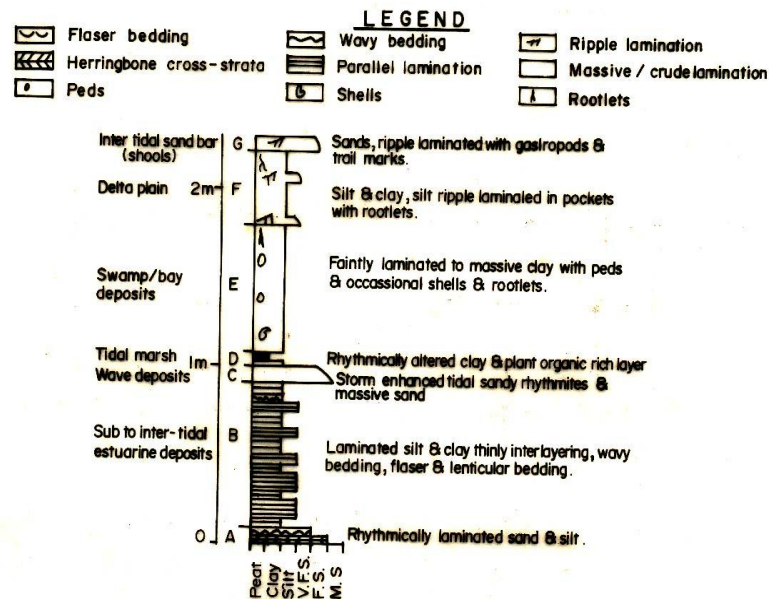 LEGEND
Flaser bedding
Wavy bedding
Ripple lamination
Herringbone cross-strata
Parallel lamination
Massive / crude lamination
Peds
Shells
Rootlets
Inter tidal sand bar
(shools)
G
Sands, ripple laminated with gastropods &
trail marks.
Delta plain
2m
F
Silt & clay, silt ripple laminaled in pockets
with rootlets.
Swamp/bay
deposits
E
Faintly laminated to massive clay with peds
& occassional shells & rootlets.
Tidal marsh
1m
D
Rhythmically altered clay & plant organic rich layer
Wave deposits
C
Storm enhanced tidal sandy rhythmites &
massive sand
Sub to inter-tidal
estuarine deposits
B
Laminated silt & clay thinly interlayering, wavy
bedding, flaser & lenticular bedding.
0
A
Rhythmically laminated sand & silt.
Peat
Clay
Silt
V.F.S.
F. S.
M. S